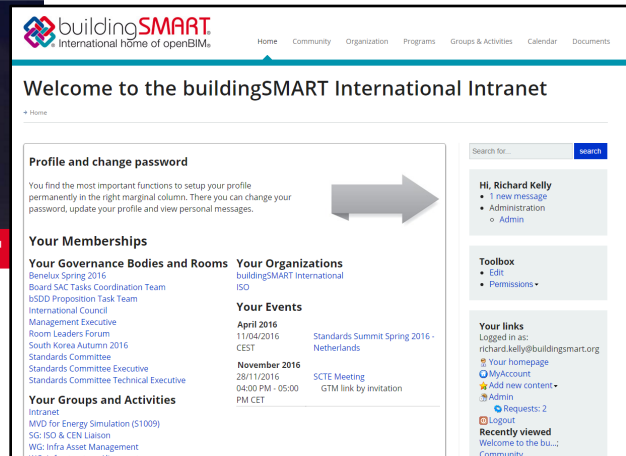 buildingSMART®
International home of openBIM®
Home Community Organization Programs Groups & Activities Calendar Documents
Welcome to the buildingSMART International Intranet
Home
Profile and change password
You find the most important functions to setup your profile
permanently in the right marginal column. There you can change your
password, update your profile and view personal messages.
Your Memberships
Your Governance Bodies and Rooms
Benelux Spring 2016
Board SAC Tasks Coordination Team
bSDD Proposition Task Team
International Council
Management Executive
Room Leaders Forum
South Korea Autumn 2016
Standards Committee
Standards Committee Executive
Standards Committee Technical Executive
Your Groups and Activities
Intranet
MVD for Energy Simulation (S1009)
SG: ISO & CEN Liaison
WG: Infra Asset Management
Your Organizations
buildingSMART International
ISO
Your Events
April 2016
11/04/2016 Standards Summit Spring 2016 -
CEST Netherlands
November 2016
28/11/2016 SCTE Meeting
04:00 PM - 05:00 GTM link by invitation
PM CET
Search for... search
Hi, Richard Kelly
1 new message
Administration
Admin
Toolbox
Edit
Permissions
Your links
Logged in as:
richard.kelly@buildingsmart.org
Your homepage
MyAccount
Add new content
Admin
Requests: 2
Logout
Recently viewed
Welcome to the bu...;
Community